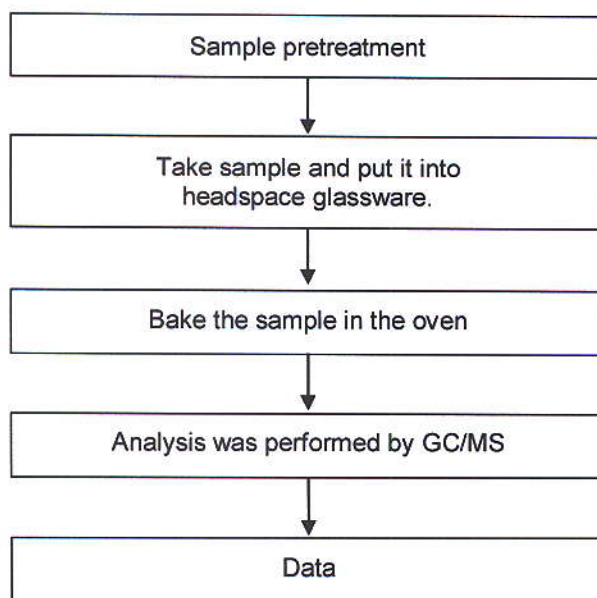 Sample pretreatment
Take sample and put it into
headspace glassware.
Bake the sample in the oven
Analysis was performed by GC/MS
Data